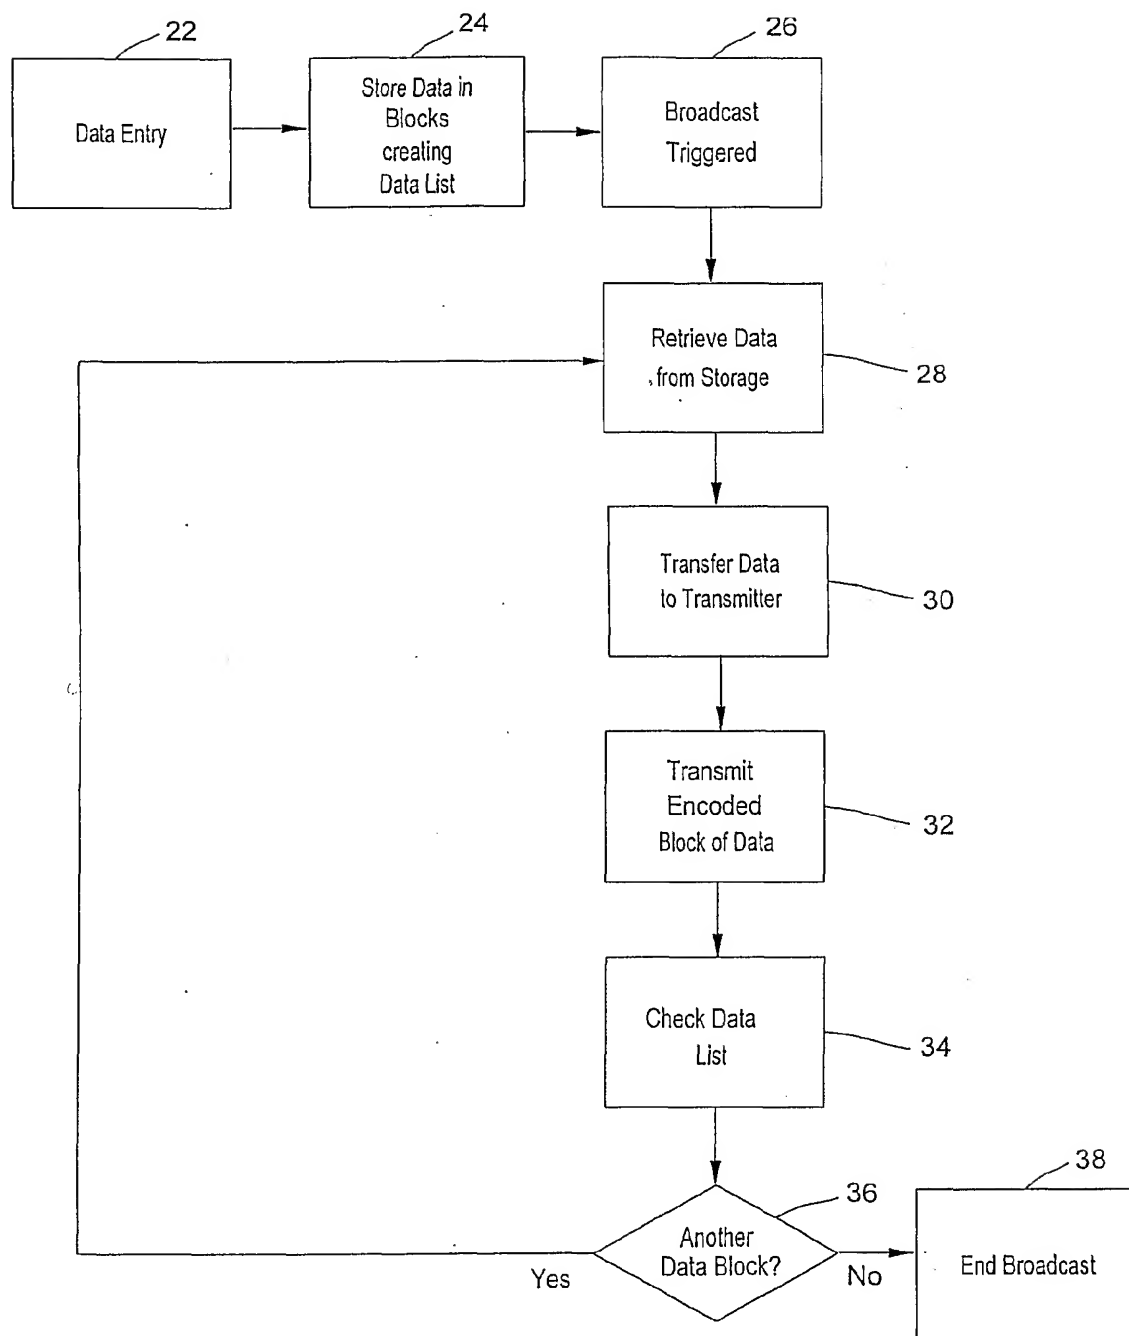 22
24
26
Data Entry
Store Data in
Blocks
creating
Data List
Broadcast
Triggered
Retrieve Data
from Storage
28
Transfer Data
to Transmitter
30
Transmit
Encoded
Block of Data
32
Check Data
List
34
36
38
Another
Data Block?
Yes
No
End Broadcast